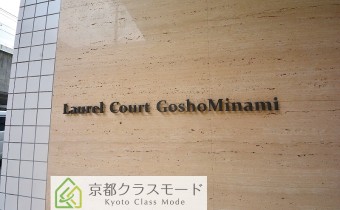 Laurel Court GoshoMinami
京都クラスモード
Kyoto Class Mode